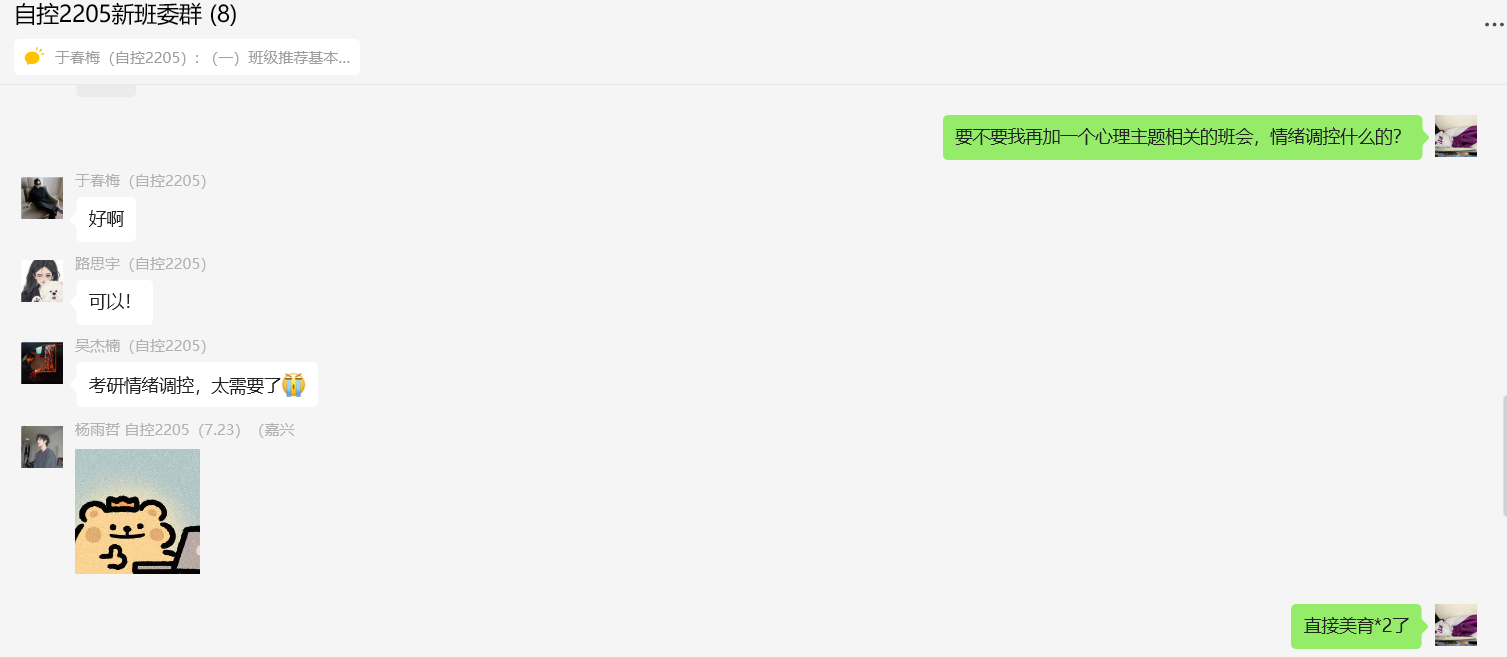 自控2205新班委群 (8)
于春梅（自控2205）：（一）班级推荐基本...
要不要我再加一个心理主题相关的班会，情绪调控什么的？
于春梅（自控2205）
好啊
路思宇（自控2205）
可以！
吴杰楠（自控2205）
考研情绪调控，太需要了😭
杨雨哲 自控2205（7.23）（嘉兴
直接美育*2了